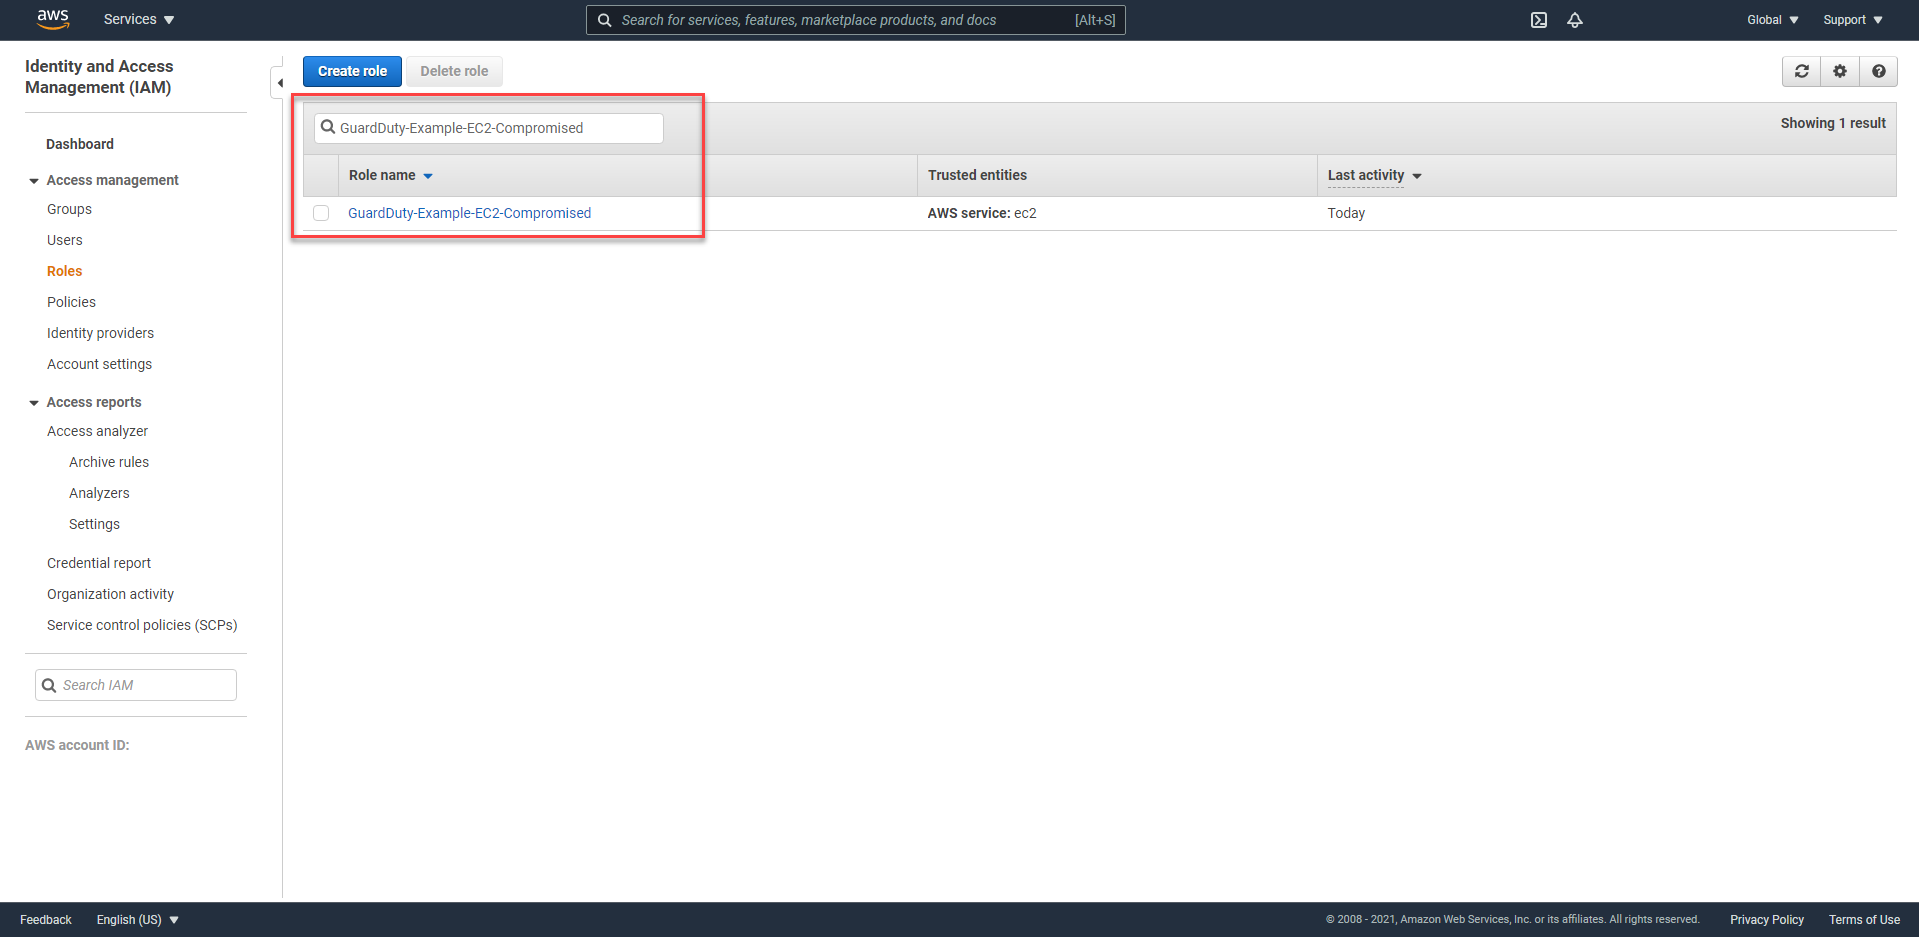 aws Services Search for services, features, marketplace products, and docs [Alt+S] Global Support
Identity and Access
Management (IAM)
Dashboard
Access management
Groups
Users
Roles
Policies
Identity providers
Account settings
Access reports
Access analyzer
Archive rules
Analyzers
Settings
Credential report
Organization activity
Service control policies (SCPs)
Search IAM
AWS account ID:
Create role Delete role
GuardDuty-Example-EC2-Compromised Showing 1 result
Role name Trusted entities Last activity
GuardDuty-Example-EC2-Compromised AWS service: ec2 Today
Feedback English (US) © 2008 - 2021, Amazon Web Services, Inc. or its affiliates. All rights reserved. Privacy Policy Terms of Use